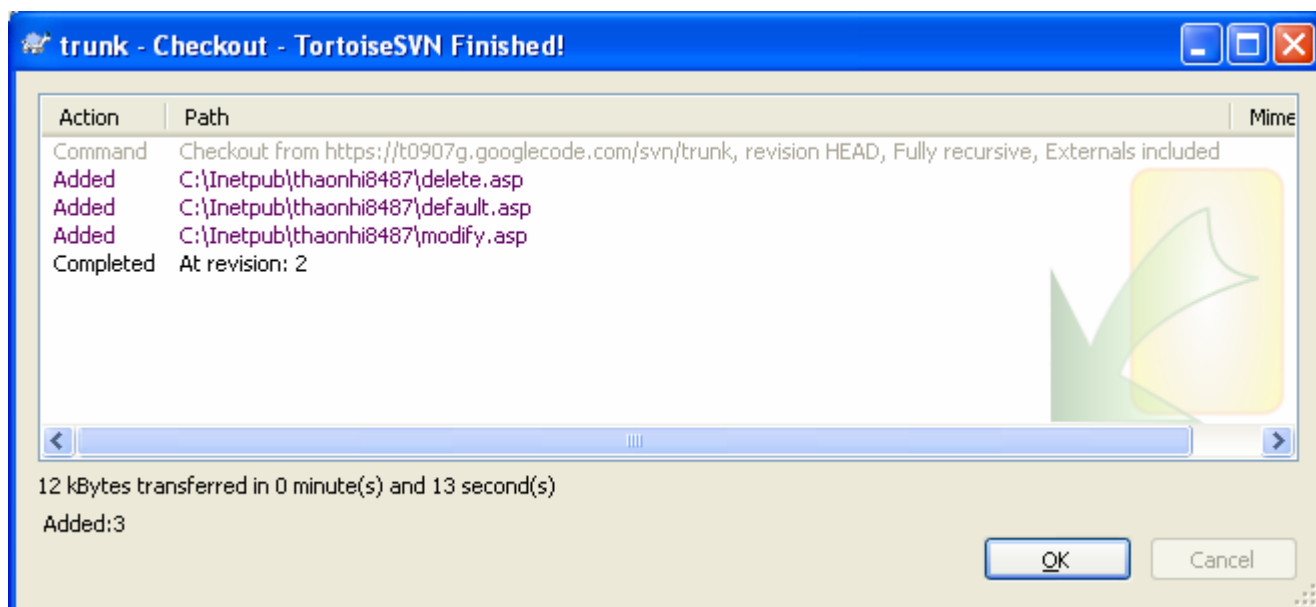 trunk - Checkout - TortoiseSVN Finished!
Action Path Mime
Command Checkout from https://t0907g.googlecode.com/svn/trunk, revision HEAD, Fully recursive, Externals included
Added C:\Inetpub\thaonhi8487\delete.asp
Added C:\Inetpub\thaonhi8487\default.asp
Added C:\Inetpub\thaonhi8487\modify.asp
Completed At revision: 2
12 kBytes transferred in 0 minute(s) and 13 second(s)
Added:3
OK Cancel